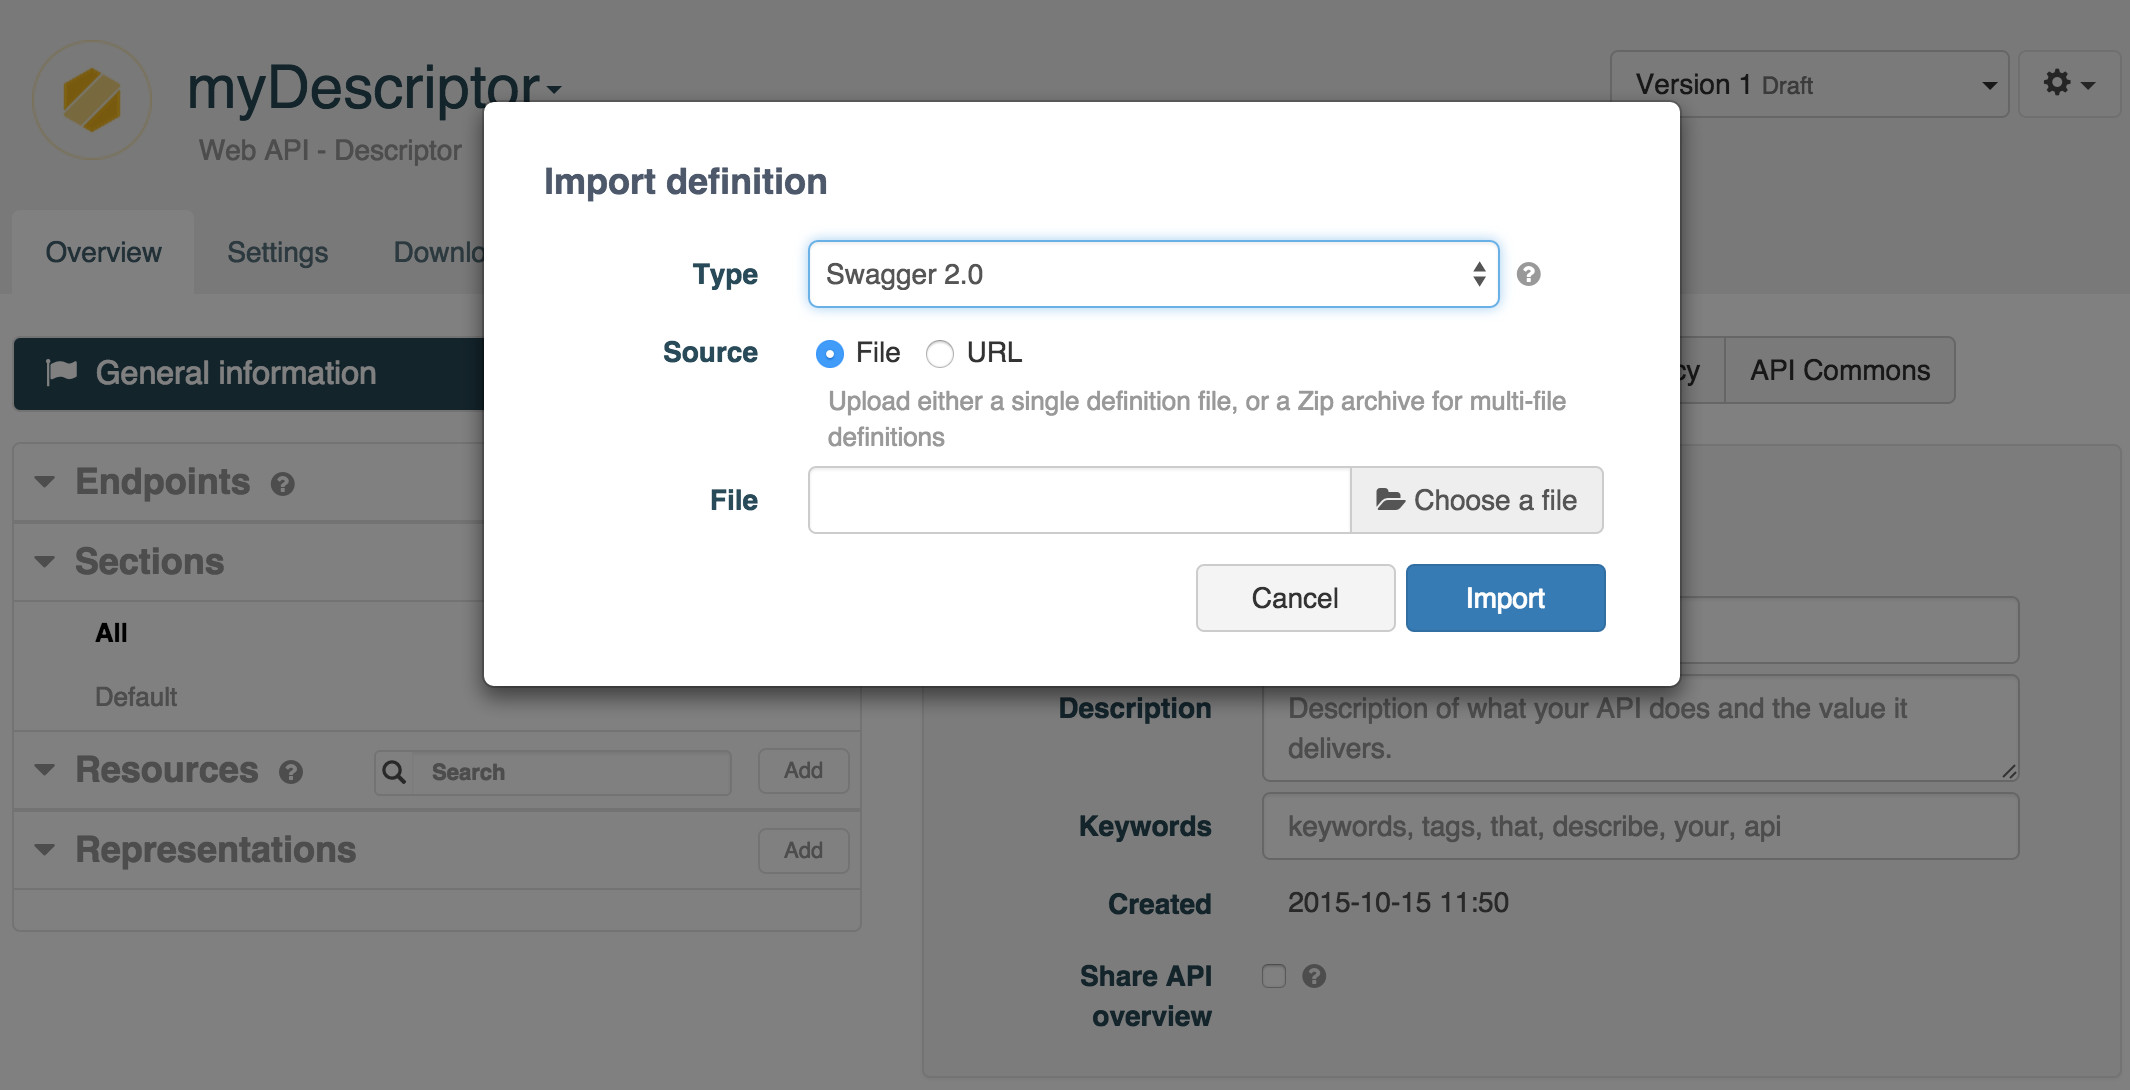 myDescriptor
Version 1 Draft
Web API - Descriptor
Overview
Settings
Downlo
Import definition
Type
Swagger 2.0
Source
File
URL
Upload either a single definition file, or a Zip archive for multi-file
definitions
File
Choose a file
Cancel
Import
General information
API Commons
Endpoints
Sections
All
Default
Resources
Search
Add
Representations
Add
Description
Description of what your API does and the value it
delivers.
Keywords
keywords, tags, that, describe, your, api
Created
2015-10-15 11:50
Share API
overview